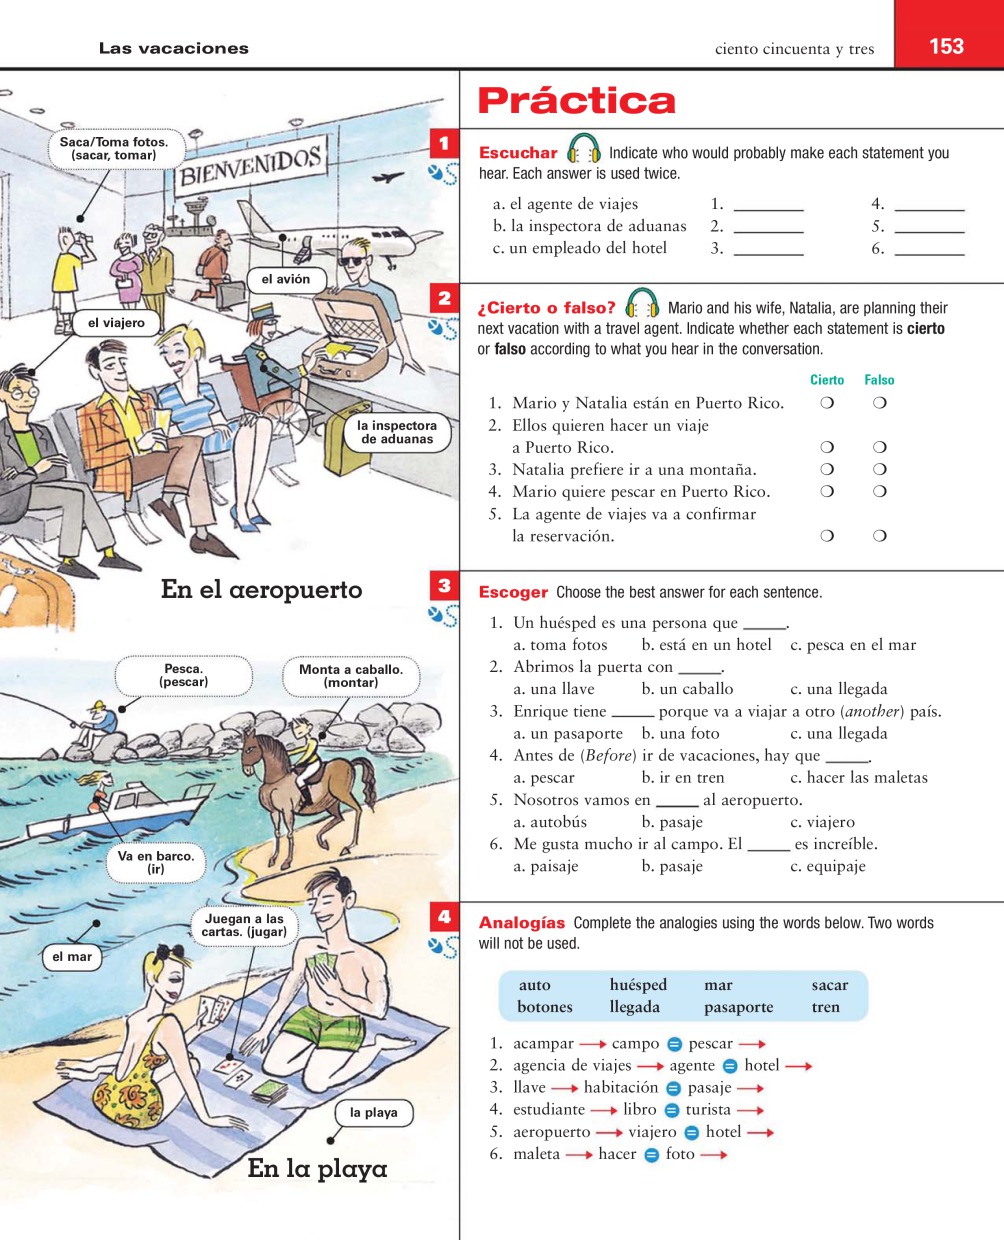 Las vacaciones
ciento cincuenta y tres
153
Saca/Toma fotos.
(sacar, tomar)
BIENVENIDOS
el avión
el viajero
la inspectora
de aduanas
En el aeropuerto
Pesca.
(pescar)
Monta a caballo.
(montar)
Va en barco.
(ir)
Juegan a las
cartas. (jugar)
el mar
la playa
En la playa
Práctica
1
Escuchar Indicate who would probably make each statement you
hear. Each answer is used twice.
a. el agente de viajes 1. ________ 4. ________
b. la inspectora de aduanas 2. ________ 5. ________
c. un empleado del hotel 3. ________ 6. ________
2
¿Cierto o falso? Mario and his wife, Natalia, are planning their
next vacation with a travel agent. Indicate whether each statement is cierto
or falso according to what you hear in the conversation.
Cierto Falso
1. Mario y Natalia están en Puerto Rico.
2. Ellos quieren hacer un viaje
a Puerto Rico.
3. Natalia prefiere ir a una montaña.
4. Mario quiere pescar en Puerto Rico.
5. La agente de viajes va a confirmar
la reservación.
3
Escoger Choose the best answer for each sentence.
1. Un huésped es una persona que _____.
a. toma fotos b. está en un hotel c. pesca en el mar
2. Abrimos la puerta con _____.
a. una llave b. un caballo c. una llegada
3. Enrique tiene _____ porque va a viajar a otro (another) país.
a. un pasaporte b. una foto c. una llegada
4. Antes de (Before) ir de vacaciones, hay que _____.
a. pescar b. ir en tren c. hacer las maletas
5. Nosotros vamos en _____ al aeropuerto.
a. autobús b. pasaje c. viajero
6. Me gusta mucho ir al campo. El _____ es increíble.
a. paisaje b. pasaje c. equipaje
4
Analogías Complete the analogies using the words below. Two words
will not be used.
auto huésped mar sacar
botones llegada pasaporte tren
1. acampar → campo = pescar →
2. agencia de viajes → agente = hotel →
3. llave → habitación = pasaje →
4. estudiante → libro = turista →
5. aeropuerto → viajero = hotel →
6. maleta → hacer = foto →